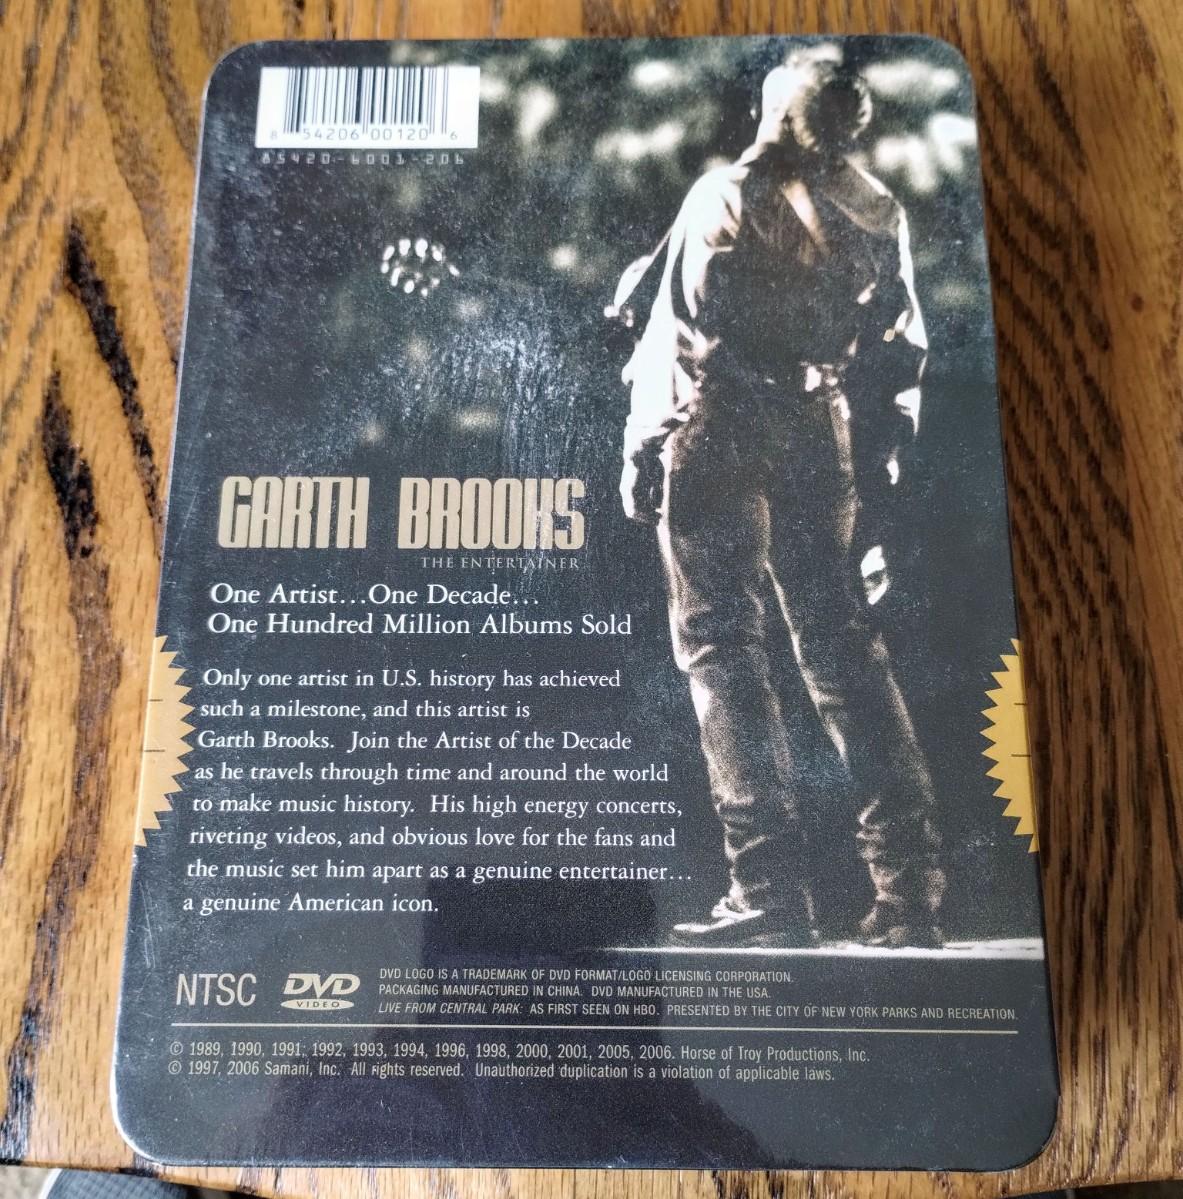 8 54206 00120 6
85420-6001-206
GARTH BROOKS
THE ENTERTAINER
One Artist...One Decade...
One Hundred Million Albums Sold
Only one artist in U.S. history has achieved
such a milestone, and this artist is
Garth Brooks. Join the Artist of the Decade
as he travels through time and around the world
to make music history. His high energy concerts,
riveting videos, and obvious love for the fans and
the music set him apart as a genuine entertainer...
a genuine American icon.
NTSC
DVD
VIDEO
DVD LOGO IS A TRADEMARK OF DVD FORMAT/LOGO LICENSING CORPORATION.
PACKAGING MANUFACTURED IN CHINA. DVD MANUFACTURED IN THE USA.
LIVE FROM CENTRAL PARK: AS FIRST SEEN ON HBO. PRESENTED BY THE CITY OF NEW YORK PARKS AND RECREATION.
© 1989, 1990, 1991, 1992, 1993, 1994, 1996, 1998, 2000, 2001, 2005, 2006. Horse of Troy Productions, Inc.
© 1997, 2006 Samani, Inc. All rights reserved. Unauthorized duplication is a violation of applicable laws.